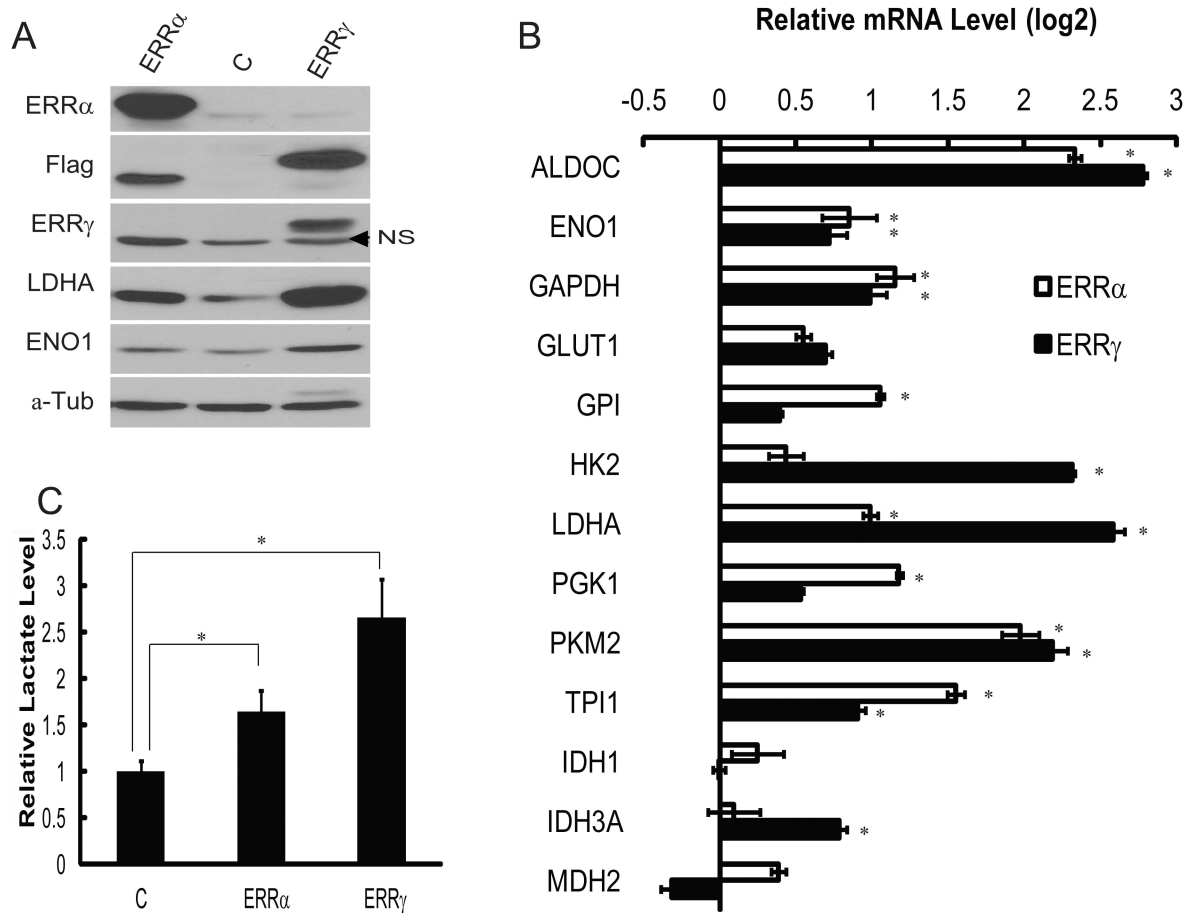 A
ERRα
C
ERRγ
ERRα
Flag
ERRγ
NS
LDHA
ENO1
a-Tub
B
Relative mRNA Level (log2)
-0.5 0 0.5 1 1.5 2 2.5 3
ALDOC * *
ENO1 * *
GAPDH * *
GLUT1
GPI *
HK2 *
LDHA * *
PGK1 *
PKM2 * *
TPI1 * *
IDH1
IDH3A *
MDH2
ERRα
ERRγ
C
Relative Lactate Level
3.5
3
2.5
2
1.5
1
0.5
0
*
*
C ERRα ERRγ